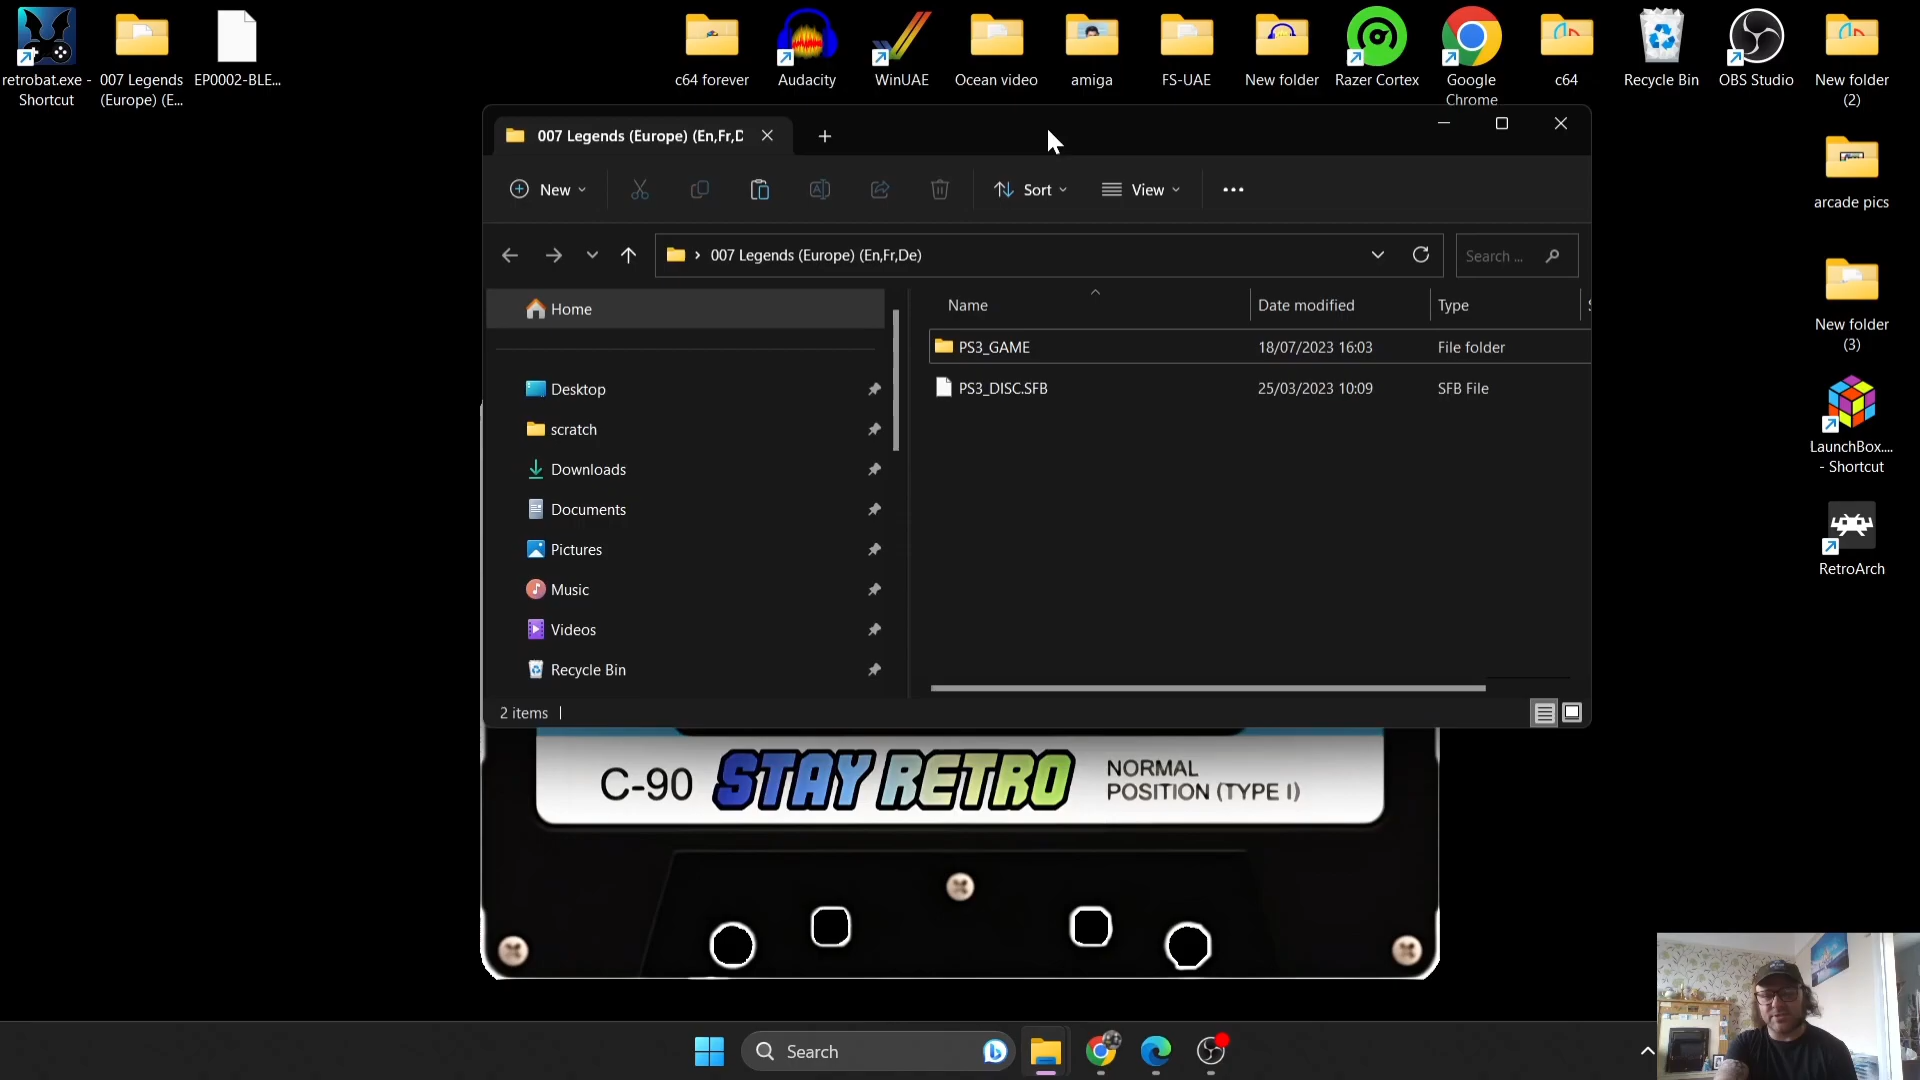 retrobat.exe -
Shortcut
007 Legends
(Europe) (E...
EP0002-BLE...
c64 forever
Audacity
WinUAE
Ocean video
amiga
FS-UAE
New folder
Razer Cortex
Google
Chrome
c64
Recycle Bin
OBS Studio
New folder
(2)
arcade pics
New folder
(3)
LaunchBox....
- Shortcut
RetroArch
007 Legends (Europe) (En,Fr,D
New
Sort
View
007 Legends (Europe) (En,Fr,De)
Search ...
Home
Desktop
scratch
Downloads
Documents
Pictures
Music
Videos
Recycle Bin
Name
Date modified
Type
PS3_GAME
18/07/2023 16:03
File folder
PS3_DISC.SFB
25/03/2023 10:09
SFB File
2 items
C-90
STAY RETRO
NORMAL
POSITION (TYPE I)
Search